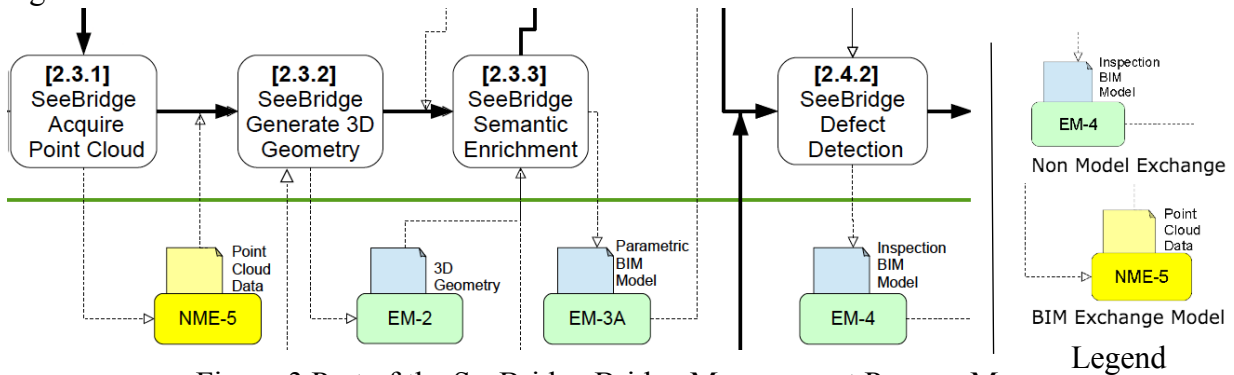 [2.3.1]
SeeBridge
Acquire
Point Cloud
[2.3.2]
SeeBridge
Generate 3D
Geometry
[2.3.3]
SeeBridge
Semantic
Enrichment
[2.4.2]
SeeBridge
Defect
Detection
Point
Cloud
Data
NME-5
3D
Geometry
EM-2
Parametric
BIM
Model
EM-3A
Inspection
BIM
Model
EM-4
Inspection
BIM
Model
EM-4
Non Model Exchange
Point
Cloud
Data
NME-5
BIM Exchange Model
Legend